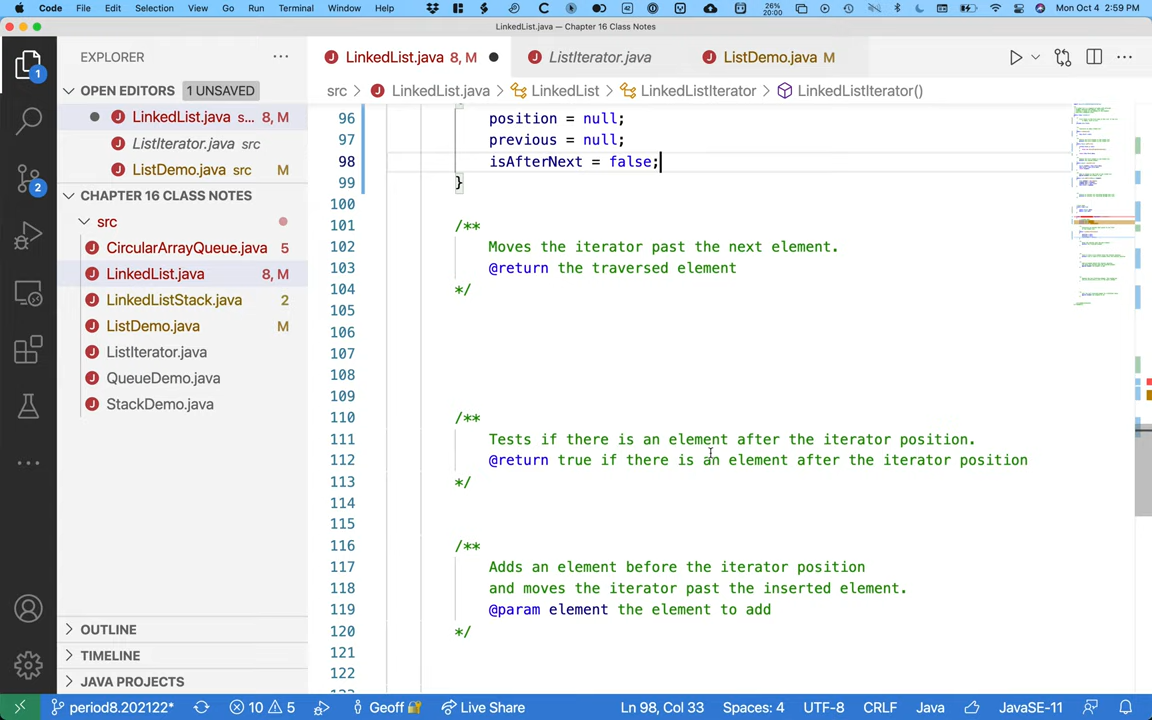 Code File Edit Selection View Go Run Terminal Window Help 26% 20:00 Mon Oct 4 2:59 PM
LinkedList.java — Chapter 16 Class Notes
EXPLORER
LinkedList.java 8, M
ListIterator.java
ListDemo.java M
OPEN EDITORS 1 UNSAVED
src > LinkedList.java > LinkedList > LinkedListIterator > LinkedListIterator()
LinkedList.java s... 8, M
ListIterator.java src
ListDemo.java src M
CHAPTER 16 CLASS NOTES
src
CircularArrayQueue.java 5
LinkedList.java 8, M
LinkedListStack.java 2
ListDemo.java M
ListIterator.java
QueueDemo.java
StackDemo.java
OUTLINE
TIMELINE
JAVA PROJECTS
1
2
96 position = null;
97 previous = null;
98 isAfterNext = false;
99 }
100
101 /**
102 Moves the iterator past the next element.
103 @return the traversed element
104 */
105
106
107
108
109
110 /**
111 Tests if there is an element after the iterator position.
112 @return true if there is an element after the iterator position
113 */
114
115
116 /**
117 Adds an element before the iterator position
118 and moves the iterator past the inserted element.
119 @param element the element to add
120 */
121
122
period8.202122* 10 5 Geoff Live Share Ln 98, Col 33 Spaces: 4 UTF-8 CRLF Java JavaSE-11